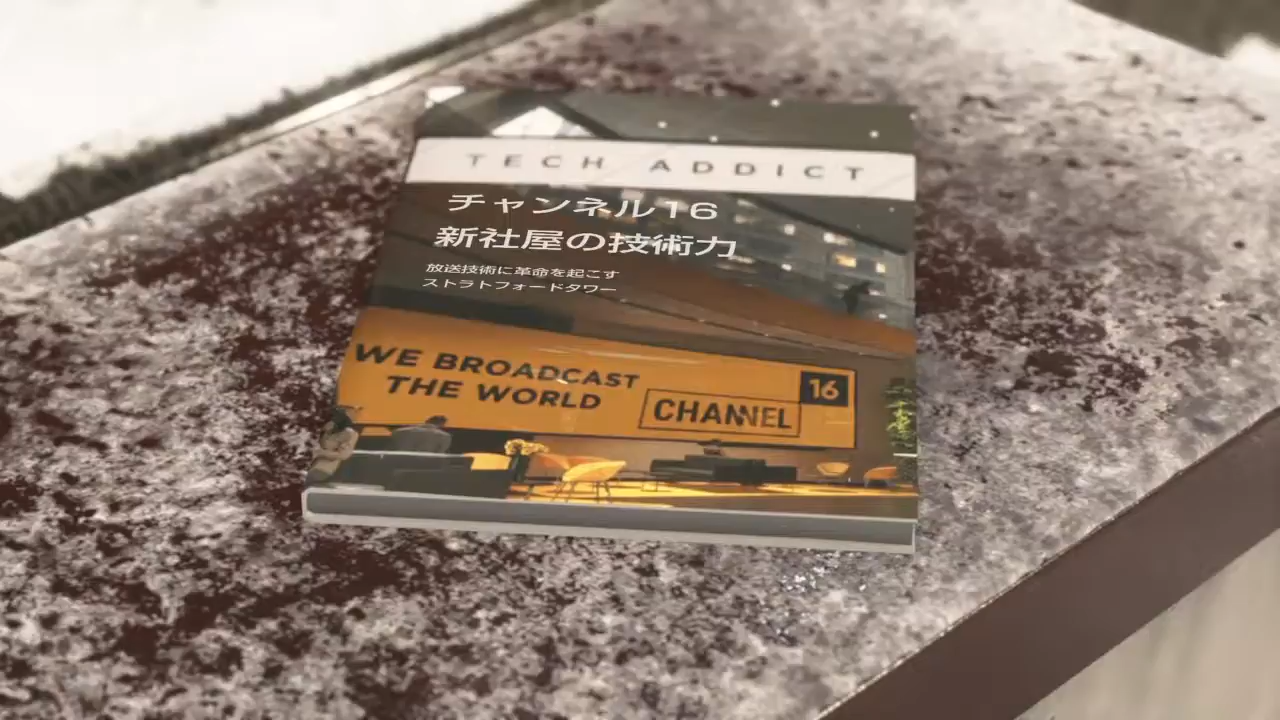 TECH ADDICT
チャンネル16
新社屋の技術力
放送技術に革命を起こす
ストラトフォードタワー
WE BROADCAST
THE WORLD
16
CHANNEL